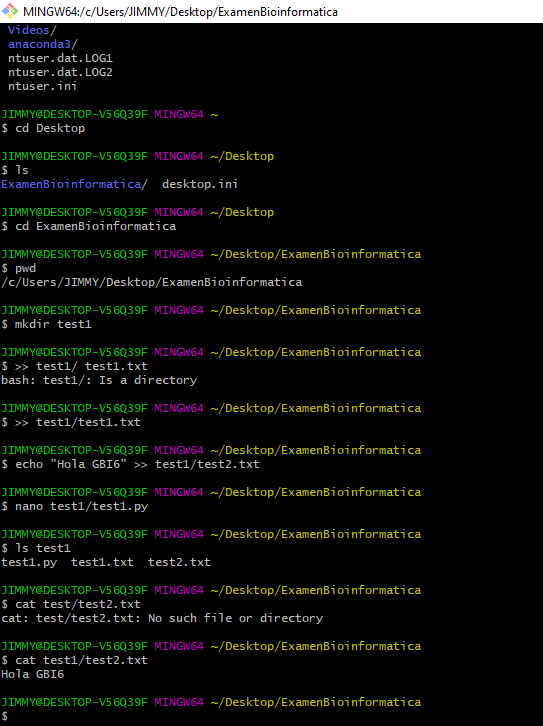 MINGW64:/c/Users/JIMMY/Desktop/ExamenBioinformatica
Videos/
anaconda3/
ntuser.dat.LOG1
ntuser.dat.LOG2
ntuser.ini
JIMMY@DESKTOP-V56Q39F MINGW64 ~
$ cd Desktop
JIMMY@DESKTOP-V56Q39F MINGW64 ~/Desktop
$ ls
ExamenBioinformatica/  desktop.ini
JIMMY@DESKTOP-V56Q39F MINGW64 ~/Desktop
$ cd ExamenBioinformatica
JIMMY@DESKTOP-V56Q39F MINGW64 ~/Desktop/ExamenBioinformatica
$ pwd
/c/Users/JIMMY/Desktop/ExamenBioinformatica
JIMMY@DESKTOP-V56Q39F MINGW64 ~/Desktop/ExamenBioinformatica
$ mkdir test1
JIMMY@DESKTOP-V56Q39F MINGW64 ~/Desktop/ExamenBioinformatica
$ >> test1/ test1.txt
bash: test1/: Is a directory
JIMMY@DESKTOP-V56Q39F MINGW64 ~/Desktop/ExamenBioinformatica
$ >> test1/test1.txt
JIMMY@DESKTOP-V56Q39F MINGW64 ~/Desktop/ExamenBioinformatica
$ echo "Hola GBI6" >> test1/test2.txt
JIMMY@DESKTOP-V56Q39F MINGW64 ~/Desktop/ExamenBioinformatica
$ nano test1/test1.py
JIMMY@DESKTOP-V56Q39F MINGW64 ~/Desktop/ExamenBioinformatica
$ ls test1
test1.py  test1.txt  test2.txt
JIMMY@DESKTOP-V56Q39F MINGW64 ~/Desktop/ExamenBioinformatica
$ cat test/test2.txt
cat: test/test2.txt: No such file or directory
JIMMY@DESKTOP-V56Q39F MINGW64 ~/Desktop/ExamenBioinformatica
$ cat test1/test2.txt
Hola GBI6
JIMMY@DESKTOP-V56Q39F MINGW64 ~/Desktop/ExamenBioinformatica
$